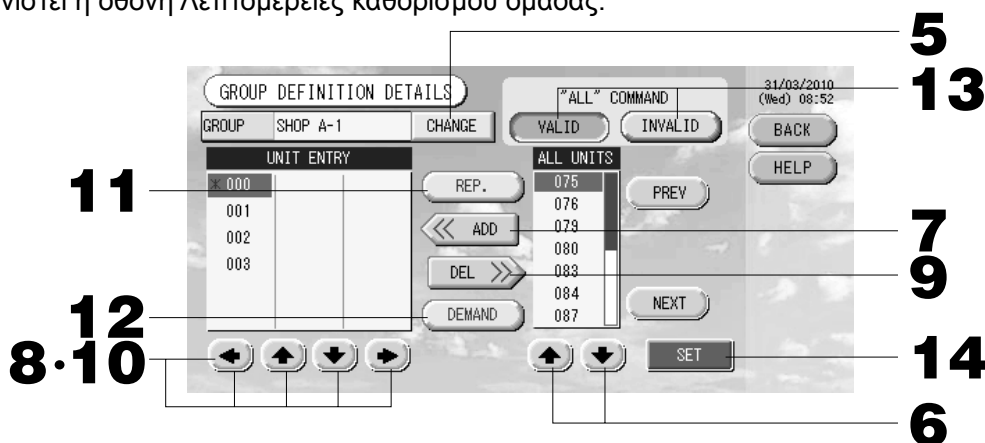 η οθόνη Λεπτομέρειες καθορισμού ομάδας.
5
GROUP DEFINITION DETAILS
"ALL" COMMAND
31/03/2010
(Wed) 08:52
13
GROUP SHOP A-1 CHANGE
VALID INVALID
BACK
UNIT ENTRY
ALL UNITS
HELP
11
* 000
001
002
003
REP.
ADD
DEL
DEMAND
075
076
079
080
083
084
087
PREV
NEXT
7
9
12
8·10
SET
14
6